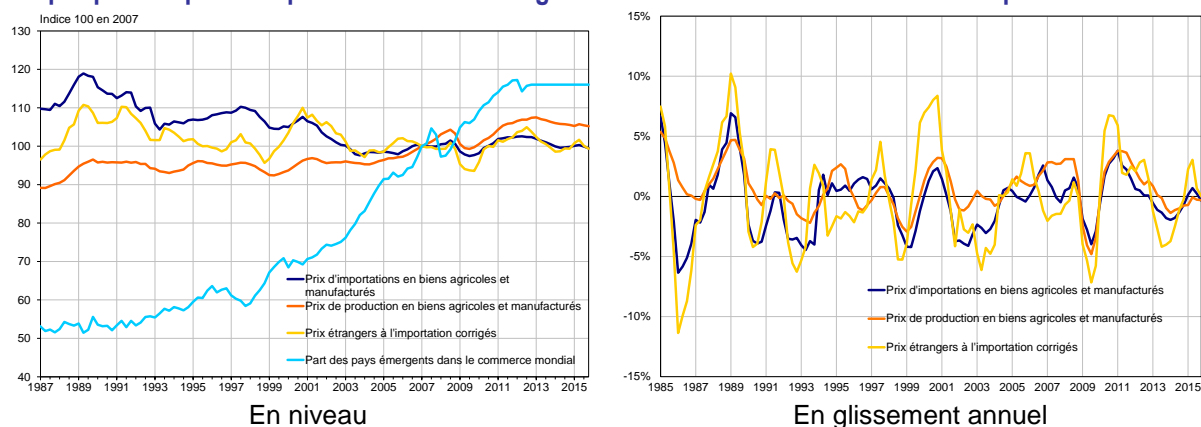 Indice 100 en 2007
130
120
110
100
90
80
70
60
50
40
Prix d'importations en biens agricoles et
manufacturés
Prix de production en biens agricoles et manufacturés
Prix étrangers à l'importation corrigés
Part des pays émergents dans le commerce mondial
1987 1989 1991 1993 1995 1997 1999 2001 2003 2005 2007 2009 2011 2013 2015
En niveau
15%
10%
5%
0%
-5%
-10%
-15%
Prix d'importations en biens agricoles et manufacturés
Prix de production en biens agricoles et manufacturés
Prix étrangers à l'importation corrigés
1985 1987 1989 1991 1993 1995 1997 1999 2001 2003 2005 2007 2009 2011 2013 2015
En glissement annuel